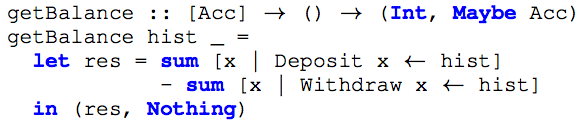 getBalance :: [Acc] → () → (Int, Maybe Acc)
getBalance hist _ =
  let res = sum [x | Deposit x ← hist]
            - sum [x | Withdraw x ← hist]
  in (res, Nothing)